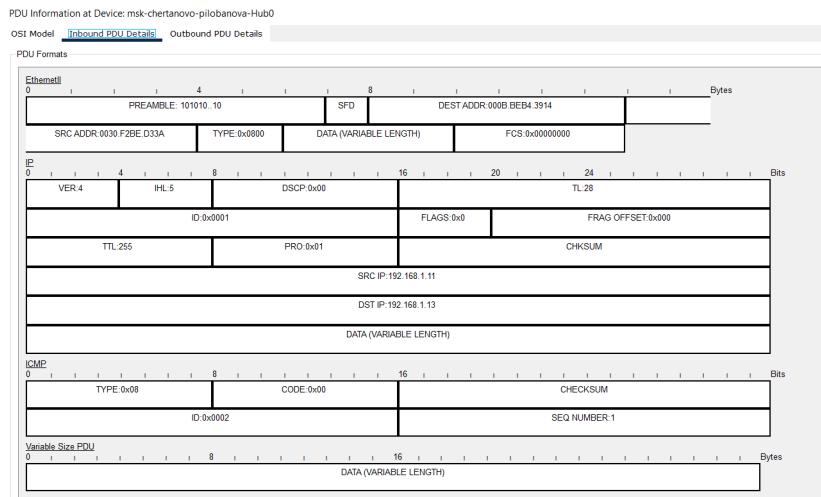 PDU Information at Device: msk-chertanovo-pilobanova-Hub0
OSI Model Inbound PDU Details Outbound PDU Details
PDU Formats
EthernetII
0 4 8 Bytes
PREAMBLE: 101010..10 SFD DEST ADDR:000B.BEB4.3914
SRC ADDR:0030.F2BE.D33A TYPE:0x0800 DATA (VARIABLE LENGTH) FCS:0x00000000
IP
0 4 8 16 20 24 Bits
VER:4 IHL:5 DSCP:0x00 TL:28
ID:0x0001 FLAGS:0x0 FRAG OFFSET:0x000
TTL:255 PRO:0x01 CHKSUM
SRC IP:192.168.1.11
DST IP:192.168.1.13
DATA (VARIABLE LENGTH)
ICMP
0 8 16 Bits
TYPE:0x08 CODE:0x00 CHECKSUM
ID:0x0002 SEQ NUMBER:1
Variable Size PDU
0 8 16 Bytes
DATA (VARIABLE LENGTH)